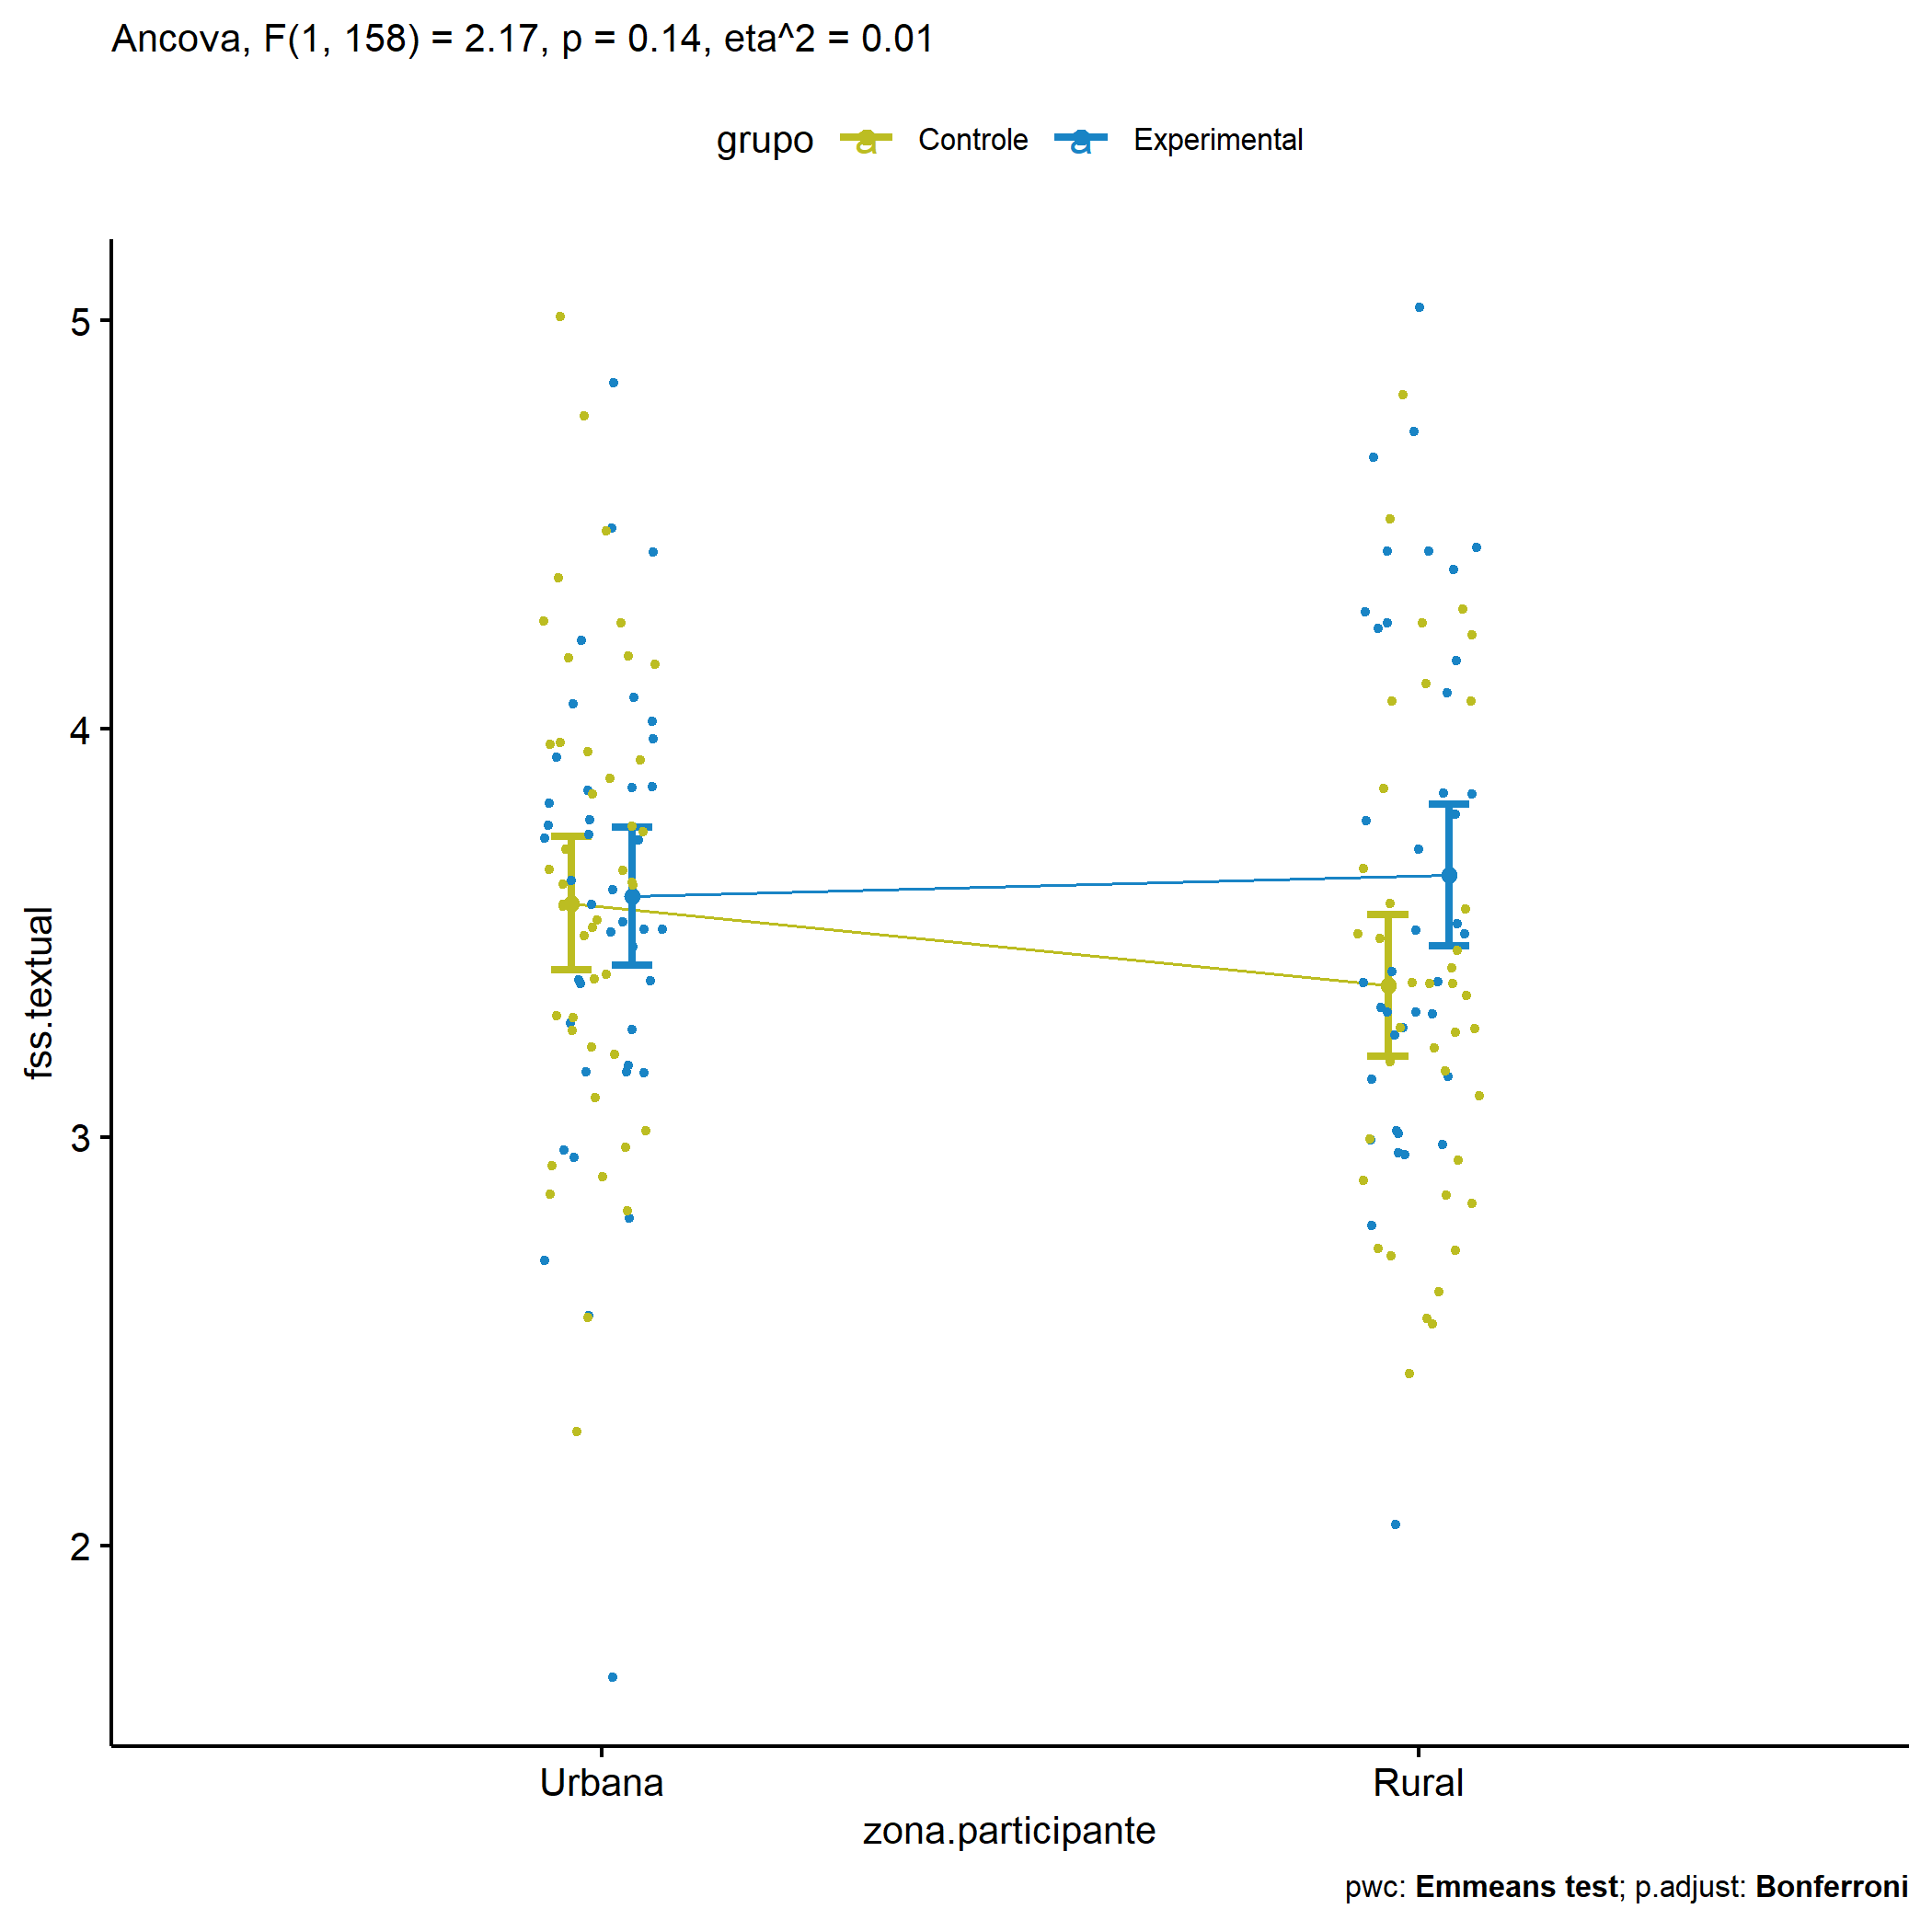 Ancova, F(1, 158) = 2.17, p = 0.14, eta^2 = 0.01
grupo a Controle a Experimental
5
4
3
2
fss.textual
Urbana Rural
zona.participante
pwc: Emmeans test; p.adjust: Bonferroni